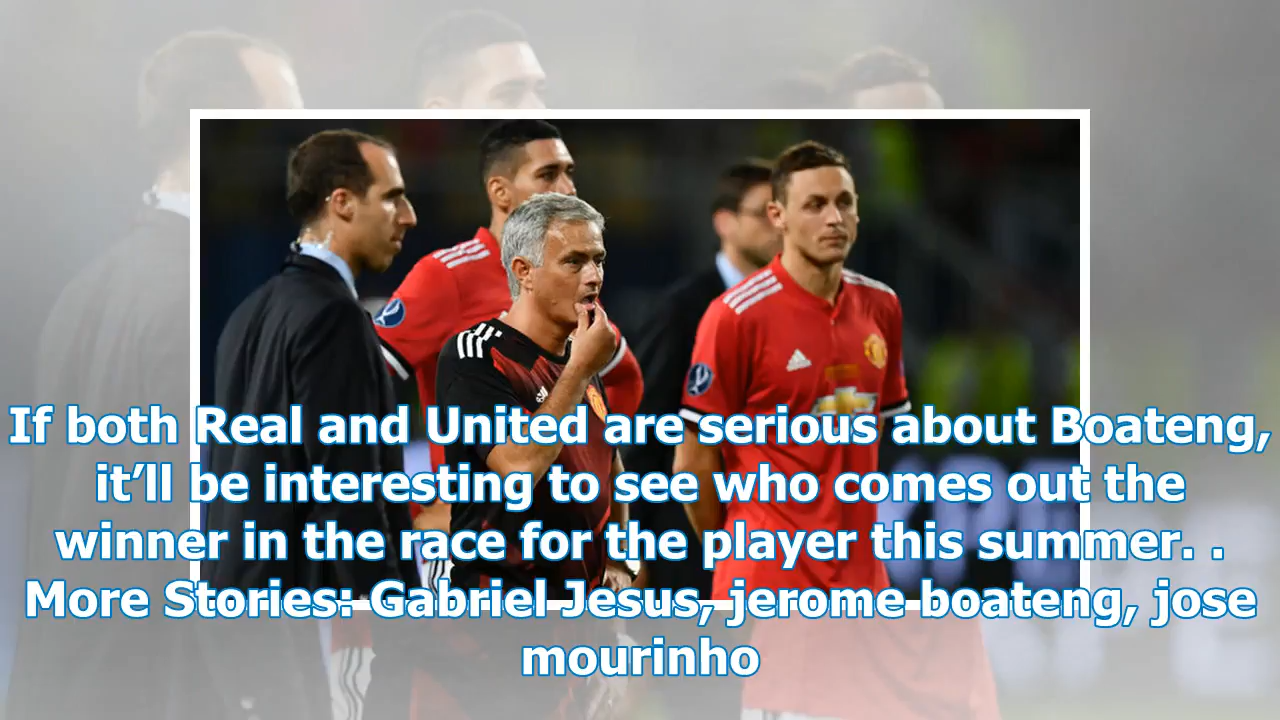 If both Real and United are serious about Boateng,
it’ll be interesting to see who comes out the
winner in the race for the player this summer. .
More Stories: Gabriel Jesus, jerome boateng, jose
mourinho